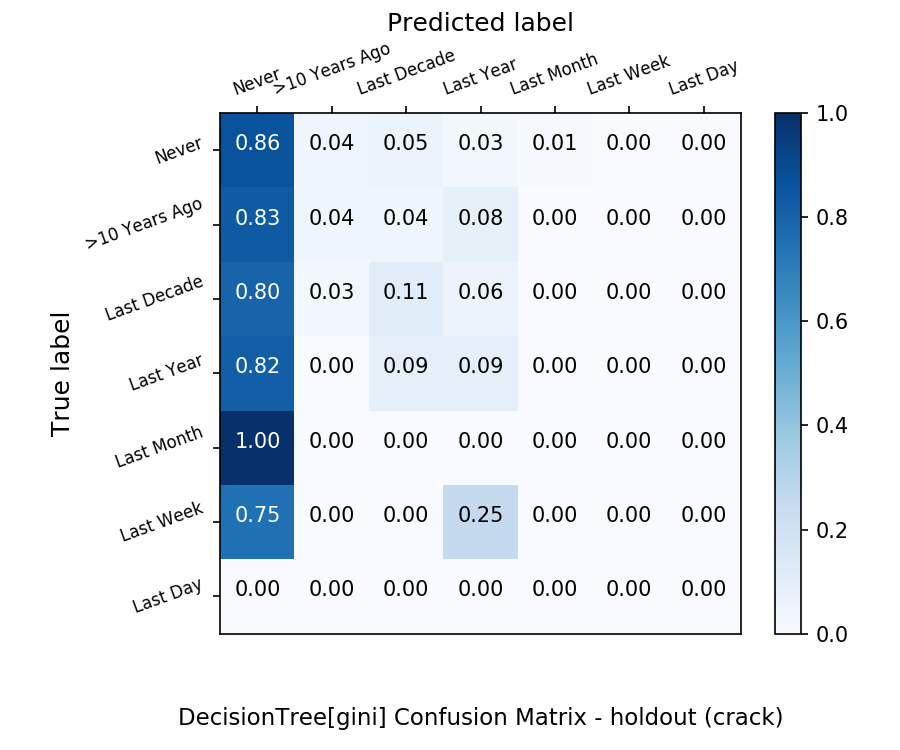 Predicted label
Never >10 Years Ago Last Decade Last Year Last Month Last Week Last Day
True label
Never 0.86 0.04 0.05 0.03 0.01 0.00 0.00
>10 Years Ago 0.83 0.04 0.04 0.08 0.00 0.00 0.00
Last Decade 0.80 0.03 0.11 0.06 0.00 0.00 0.00
Last Year 0.82 0.00 0.09 0.09 0.00 0.00 0.00
Last Month 1.00 0.00 0.00 0.00 0.00 0.00 0.00
Last Week 0.75 0.00 0.00 0.25 0.00 0.00 0.00
Last Day 0.00 0.00 0.00 0.00 0.00 0.00 0.00
1.0
0.8
0.6
0.4
0.2
0.0
DecisionTree[gini] Confusion Matrix - holdout (crack)